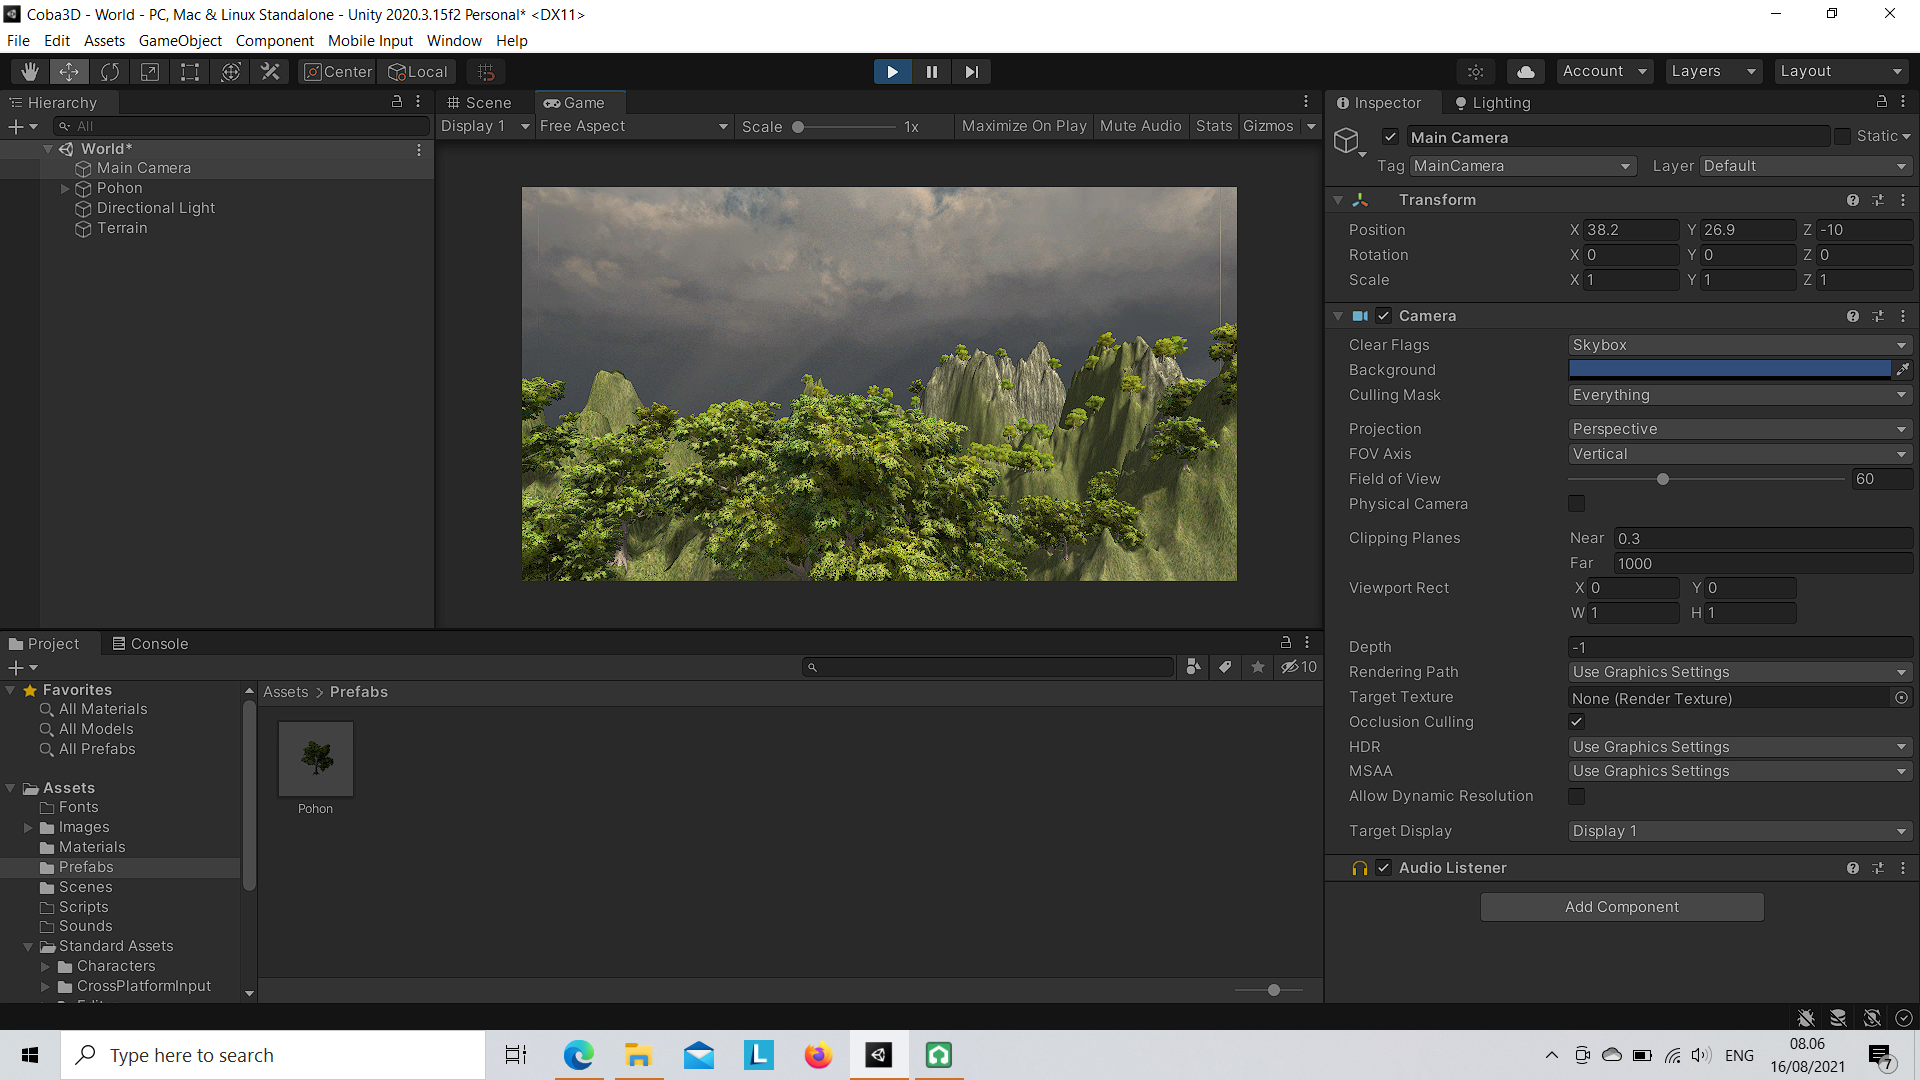 Coba3D - World - PC, Mac & Linux Standalone - Unity 2020.3.15f2 Personal* <DX11>
File Edit Assets GameObject Component Mobile Input Window Help
Center Local Account Layers Layout
Hierarchy
All
World*
Main Camera
Pohon
Directional Light
Terrain
Scene Game
Display 1 Free Aspect Scale 1x Maximize On Play Mute Audio Stats Gizmos
Inspector Lighting
Main Camera Static
Tag MainCamera Layer Default
Transform
Position X 38.2 Y 26.9 Z -10
Rotation X 0 Y 0 Z 0
Scale X 1 Y 1 Z 1
Camera
Clear Flags Skybox
Background
Culling Mask Everything
Projection Perspective
FOV Axis Vertical
Field of View 60
Physical Camera
Clipping Planes Near 0.3
Far 1000
Viewport Rect X 0 Y 0
W 1 H 1
Depth -1
Rendering Path Use Graphics Settings
Target Texture None (Render Texture)
Occlusion Culling
HDR Use Graphics Settings
MSAA Use Graphics Settings
Allow Dynamic Resolution
Target Display Display 1
Audio Listener
Add Component
Project Console
10
Favorites
All Materials
All Models
All Prefabs
Assets
Fonts
Images
Materials
Prefabs
Scenes
Scripts
Sounds
Standard Assets
Characters
CrossPlatformInput
Assets > Prefabs
Pohon
Type here to search
L
ENG
08.06
16/08/2021
7